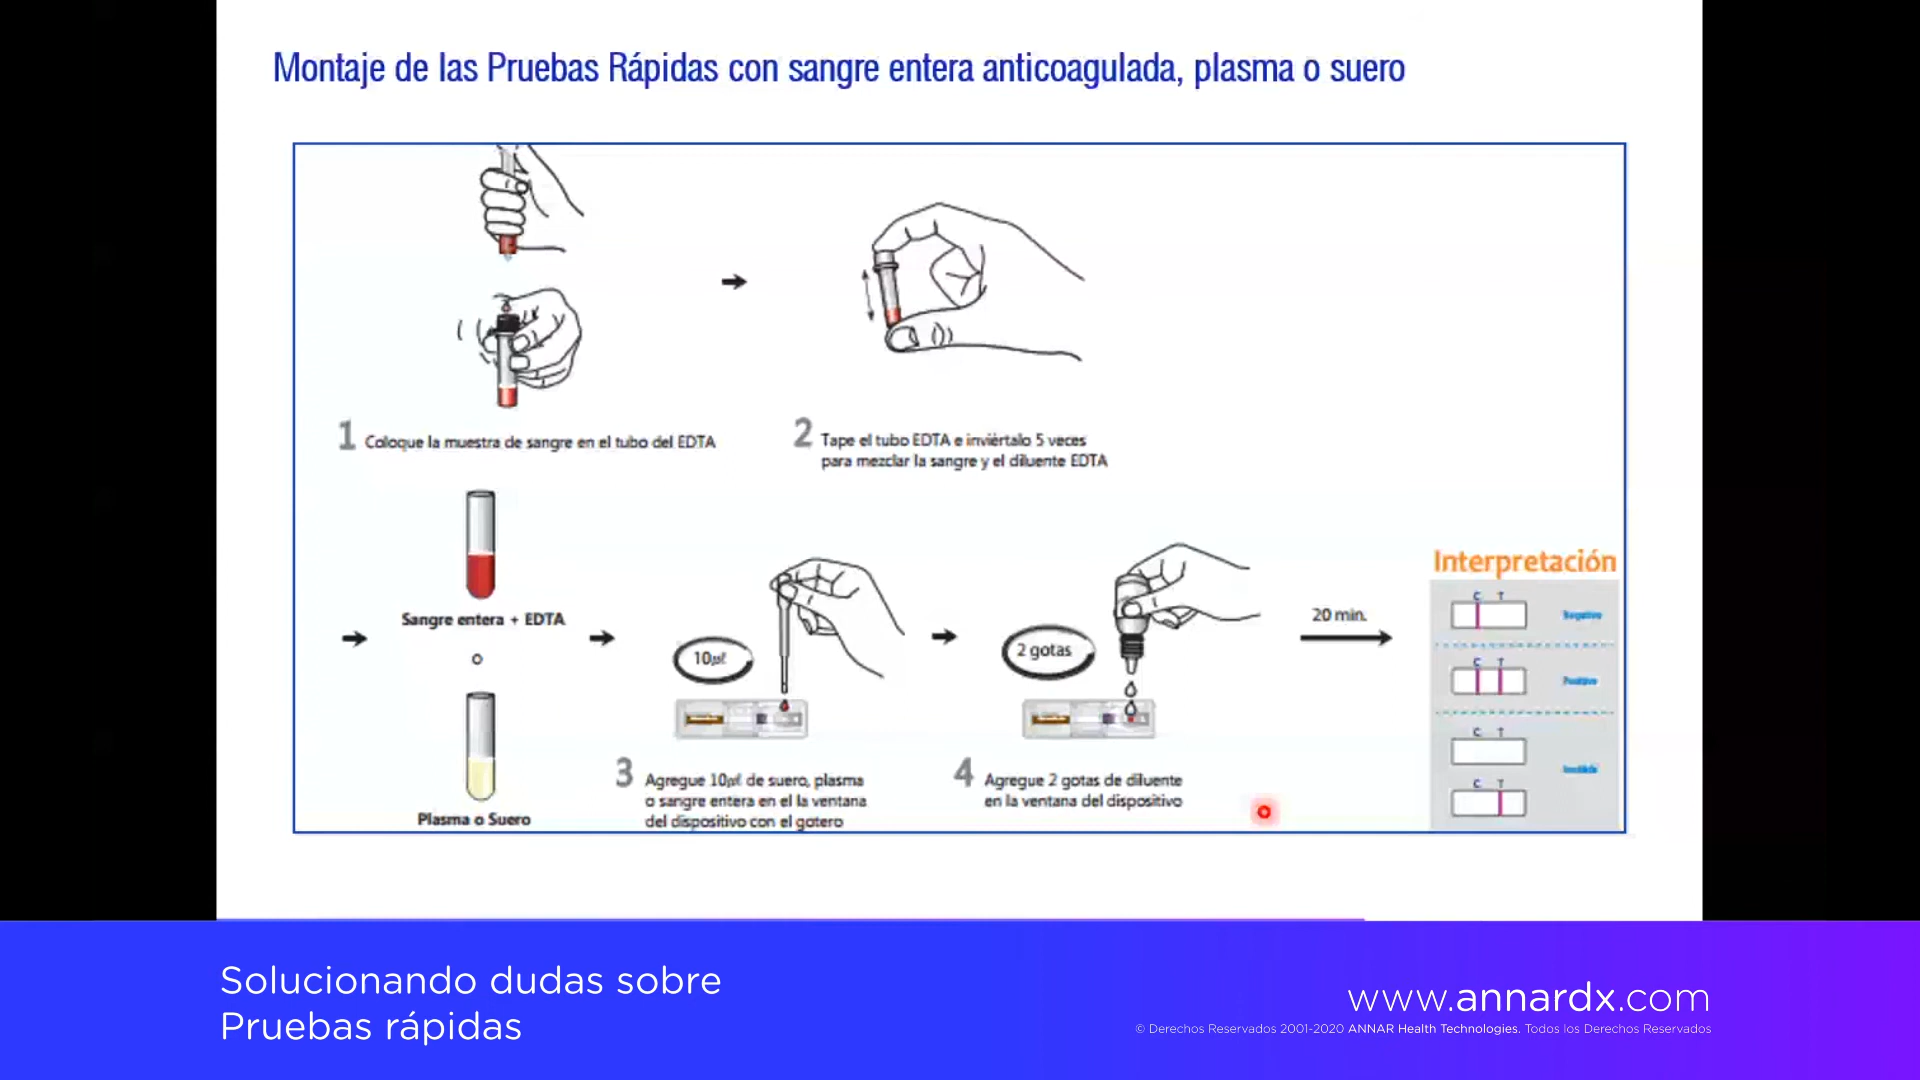 Montaje de las Pruebas Rápidas con sangre entera anticoagulada, plasma o suero
1 Coloque la muestra de sangre en el tubo del EDTA
2 Tape el tubo EDTA e inviértalo 5 veces
para mezclar la sangre y el diluente EDTA
Sangre entera + EDTA
o
Plasma o Suero
10µℓ
3 Agregue 10µℓ de suero, plasma
o sangre entera en el la ventana
del dispositivo con el gotero
2 gotas
4 Agregue 2 gotas de diluente
en la ventana del dispositivo
20 min.
Interpretación
C T
Negativo
C T
Positivo
C T
C T
Solucionando dudas sobre
Pruebas rápidas
www.annardx.com
© Derechos Reservados 2001-2020 ANNAR Health Technologies. Todos los Derechos Reservados